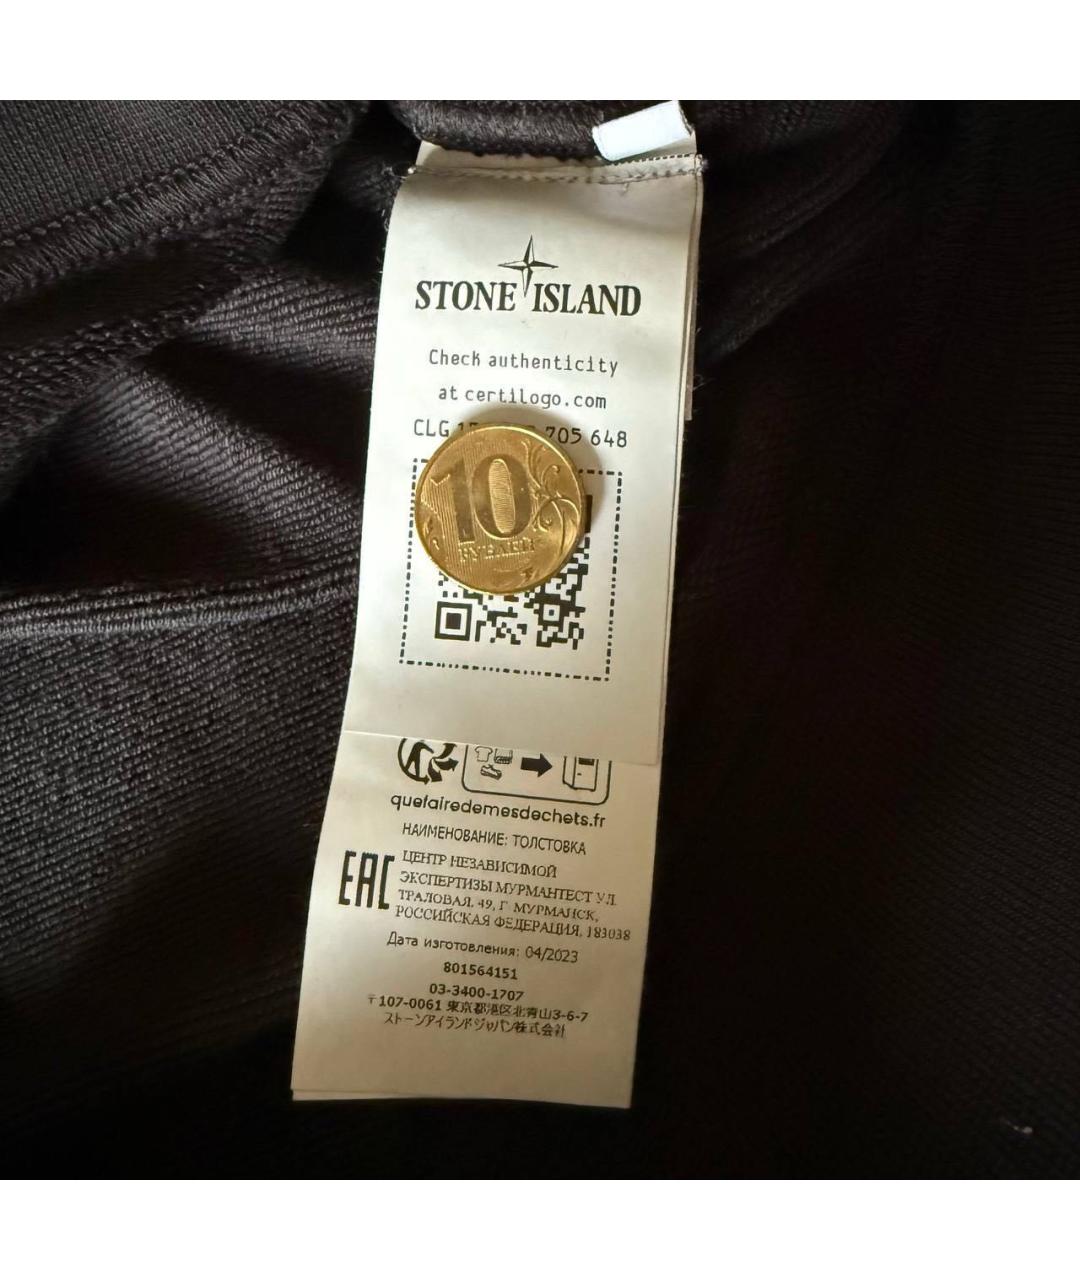 STONE ISLAND
Check authenticity
at certilogo.com
CLG 705 648
10
РУБЛЕЙ
quefairedemesdechets.fr
НАИМЕНОВАНИЕ: ТОЛСТОВКА
EAC
ЦЕНТР НЕЗАВИСИМОЙ
ЭКСПЕРТИЗЫ МУРМАНТЕСТ УЛ.
ТРАЛОВАЯ, 49, Г. МУРМАНСК,
РОССИЙСКАЯ ФЕДЕРАЦИЯ, 183038
Дата изготовления: 04/2023
801564151
03-3400-1707
〒107-0061 東京都港区北青山3-6-7
ストーンアイランドジャパン株式会社